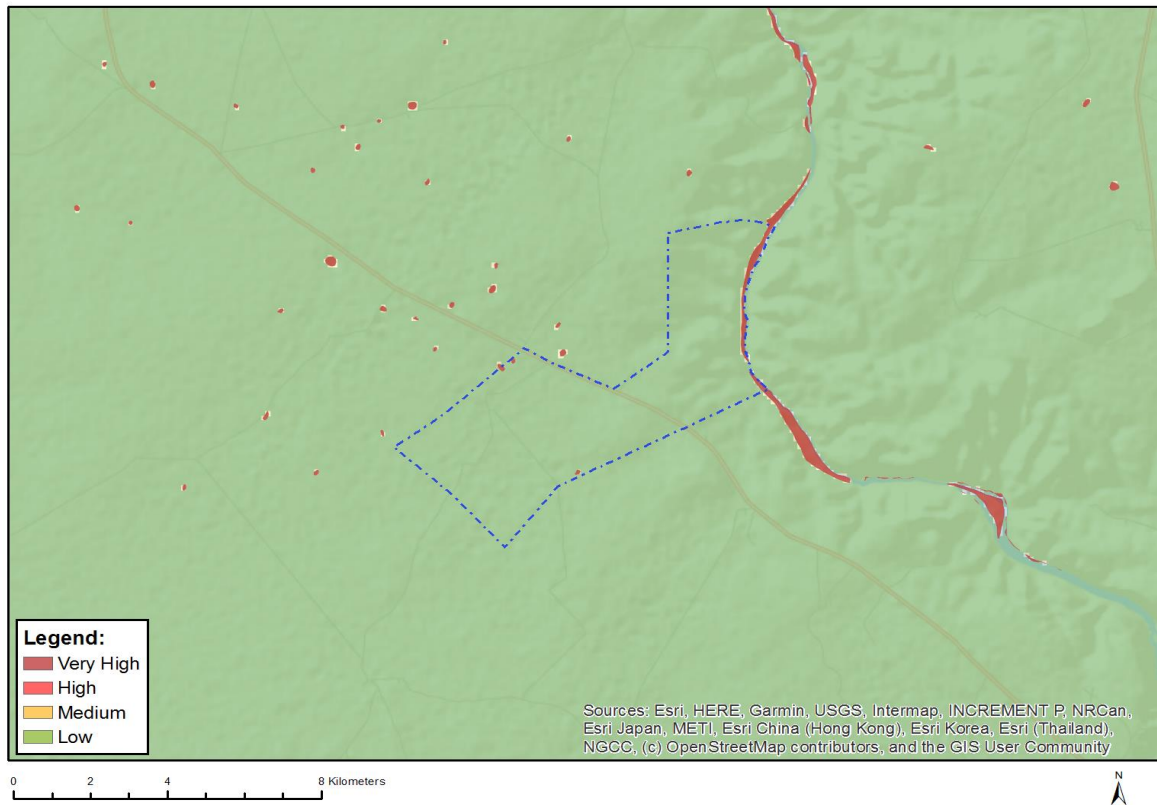 Legend:
Very High
High
Medium
Low
Sources: Esri, HERE, Garmin, USGS, Intermap, INCREMENT P, NRCan,
Esri Japan, METI, Esri China (Hong Kong), Esri Korea, Esri (Thailand),
NGCC, (c) OpenStreetMap contributors, and the GIS User Community
0 2 4 8 Kilometers
N